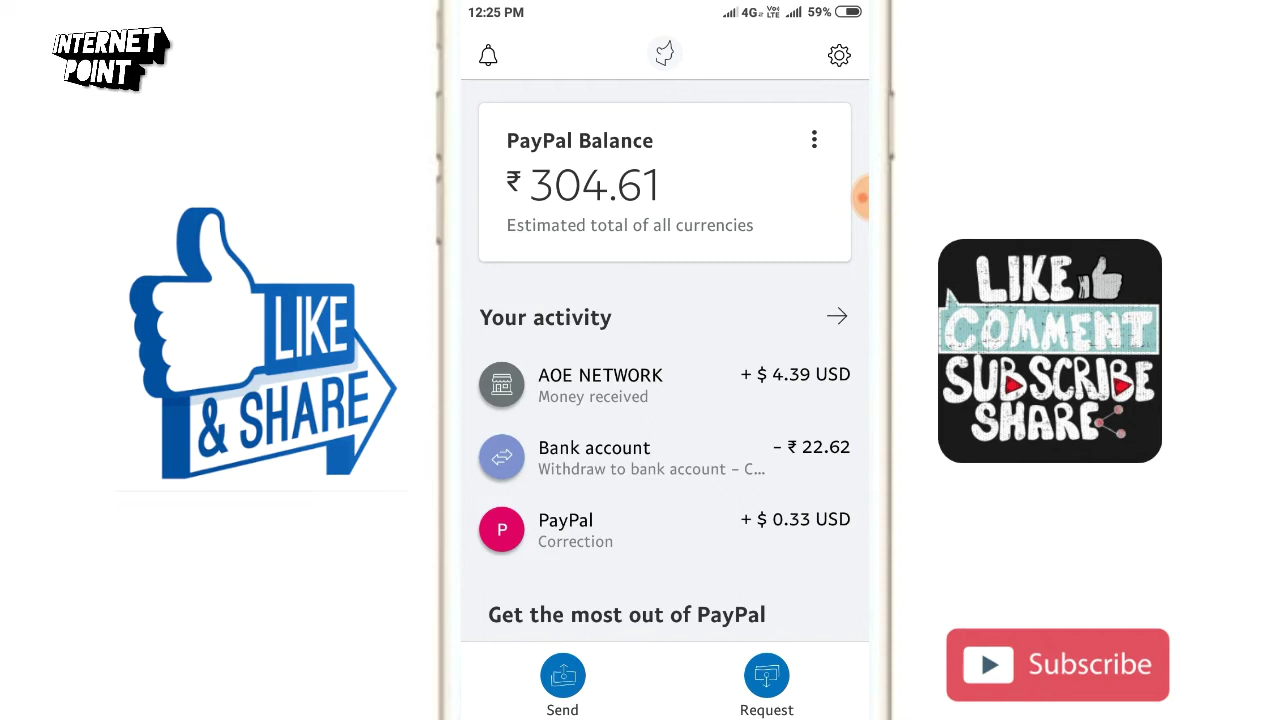 INTERNET
POINT
12:25 PM
4G
Vo)
LTE
59%
PayPal Balance
₹ 304.61
Estimated total of all currencies
Your activity
AOE NETWORK
+ $ 4.39 USD
Money received
Bank account
- ₹ 22.62
Withdraw to bank account – C...
P
PayPal
+ $ 0.33 USD
Correction
Get the most out of PayPal
Send
Request
LIKE
& SHARE
LIKE
COMMENT
SUBSCRIBE
SHARE
Subscribe